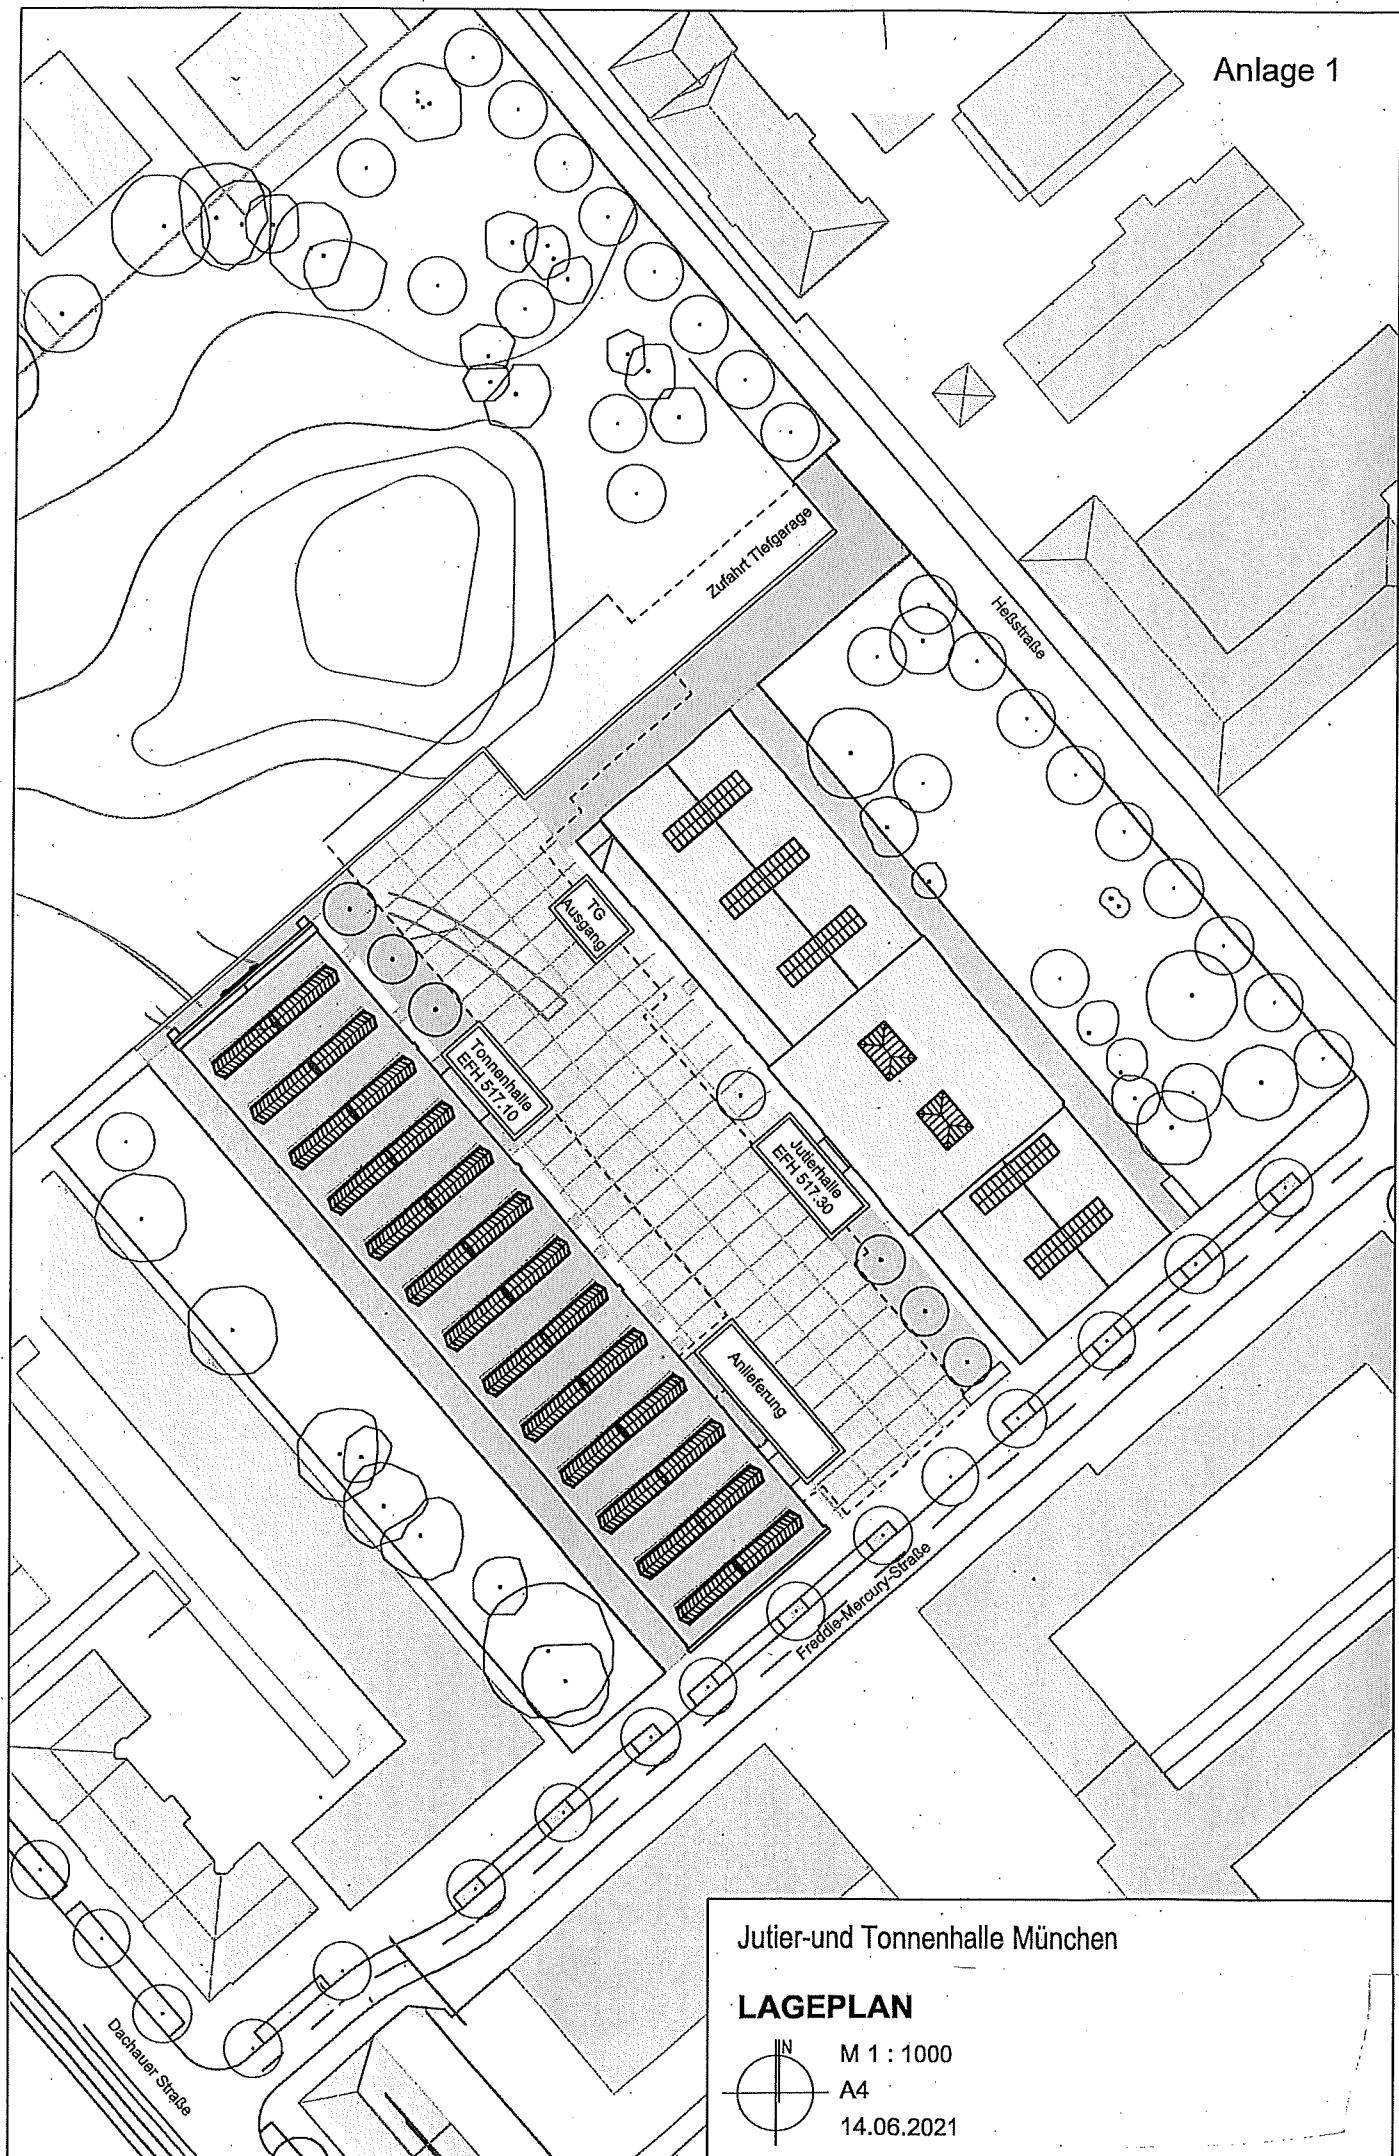 Anlage 1
Zufahrt Tiefgarage
Heßstraße
TG
Ausgang
Tonnenhalle
EFH 517.10
Jutierhalle
EFH 517.30
Anlieferung
Freddie-Mercury-Straße
Dachauer Straße
Jutier-und Tonnenhalle München
LAGEPLAN
N
M 1 : 1000
A4
14.06.2021